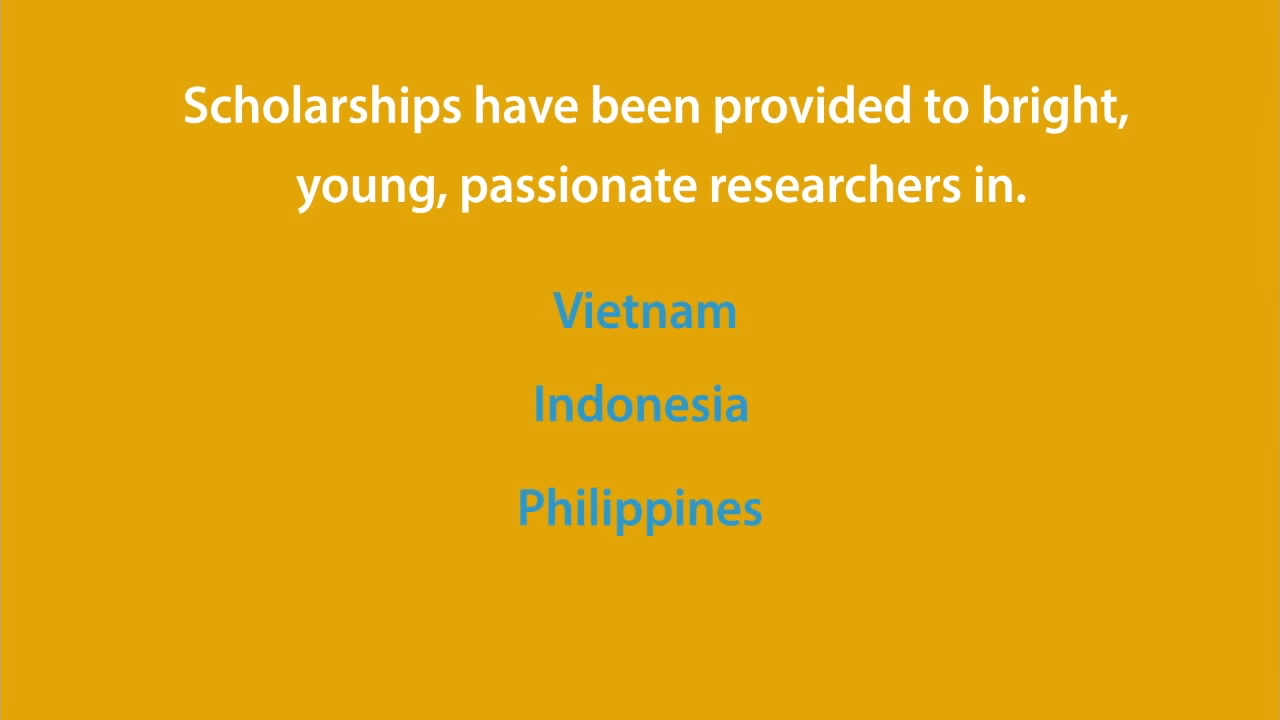 Scholarships have been provided to bright,
young, passionate researchers in.
Vietnam
Indonesia
Philippines